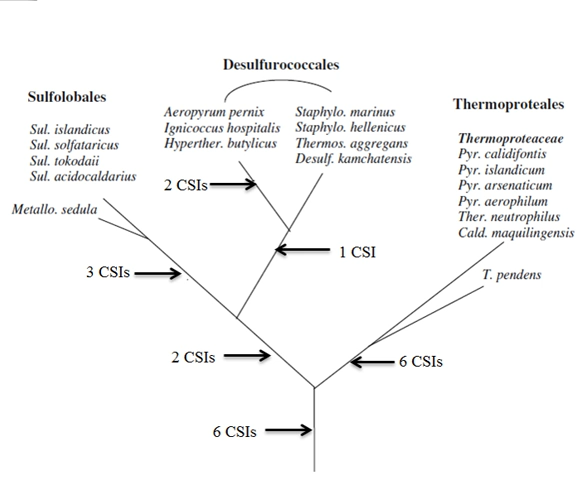 Desulfurococcales
Sulfolobales
Sul. islandicus
Sul. solfataricus
Sul. tokodaii
Sul. acidocaldarius
Metallo. sedula
Aeropyrum pernix
Ignicoccus hospitalis
Hyperther. butylicus
Staphylo. marinus
Staphylo. hellenicus
Thermos. aggregans
Desulf. kamchatensis
Thermoproteales
Thermoproteaceae
Pyr. calidifontis
Pyr. islandicum
Pyr. arsenaticum
Pyr. aerophilum
Ther. neutrophilus
Cald. maquilingensis
T. pendens
2 CSIs
1 CSI
3 CSIs
2 CSIs
6 CSIs
6 CSIs